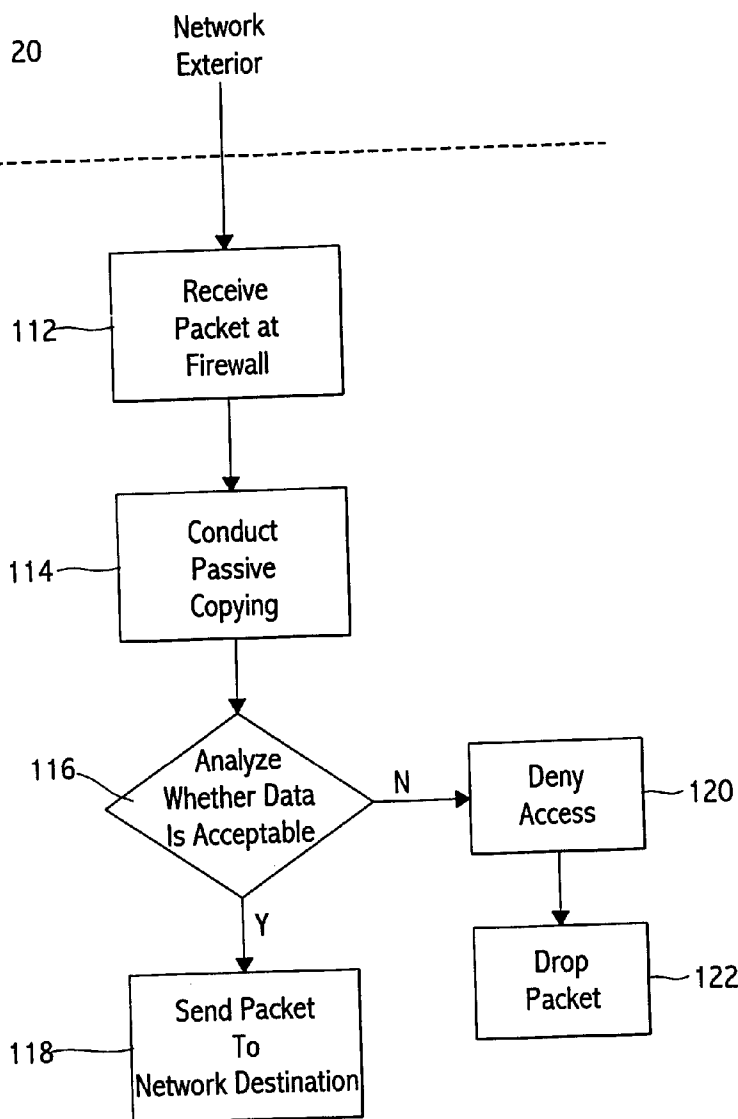 20
Network
Exterior
112
Receive
Packet at
Firewall
114
Conduct
Passive
Copying
116
Analyze
Whether Data
Is Acceptable
N
Deny
Access
120
Y
Drop
Packet
122
118
Send Packet
To
Network Destination